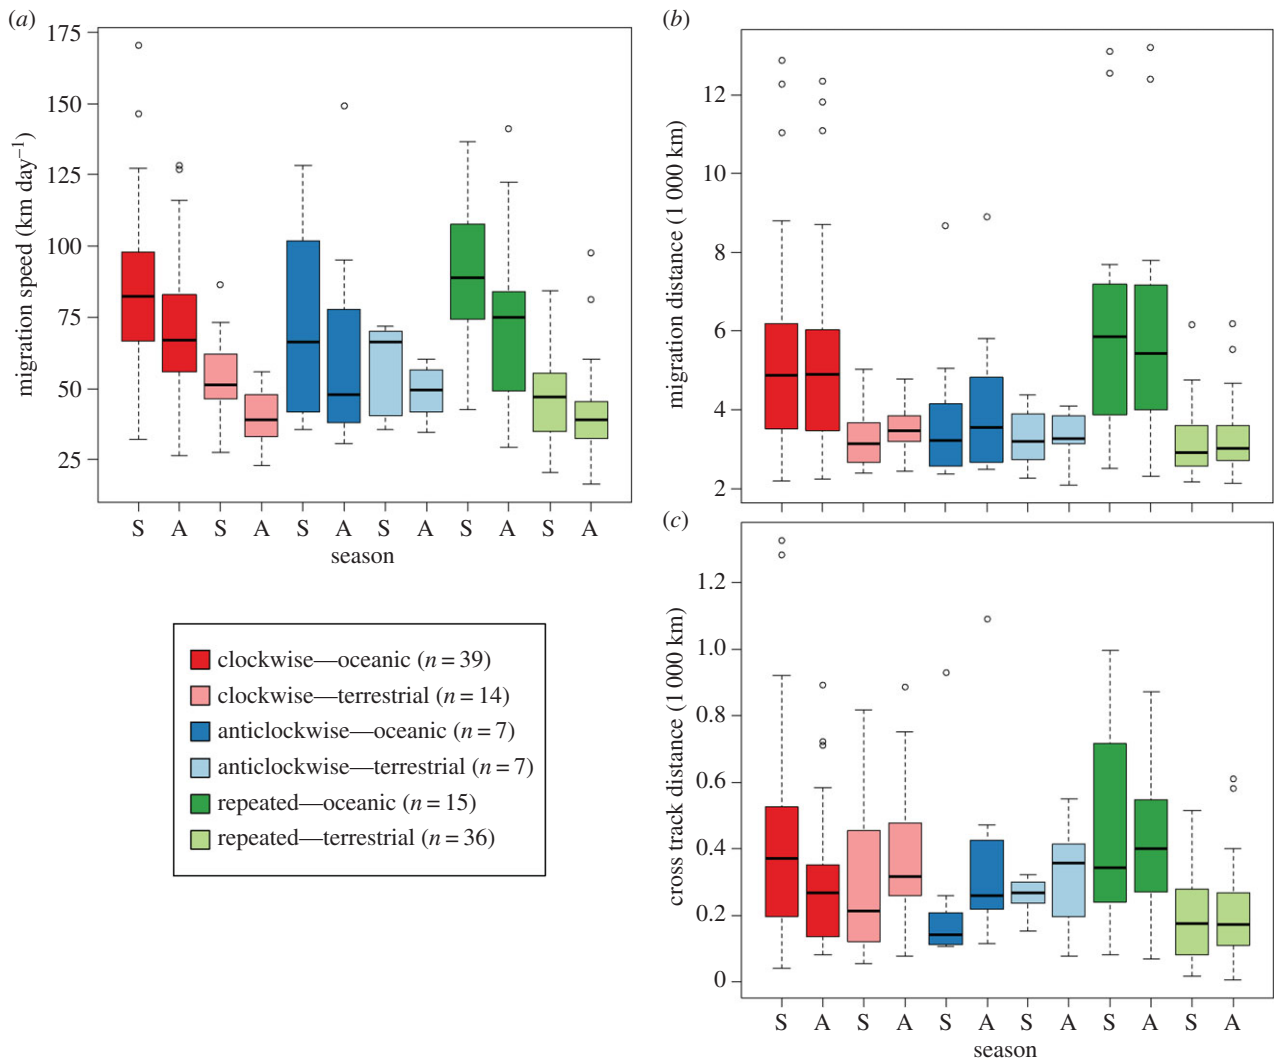 (a)
migration speed (km day–1)
175
150
125
100
75
50
25
S A S A S A S A S A S A
season
(b)
migration distance (1 000 km)
12
10
8
6
4
2
(c)
cross track distance (1 000 km)
1.2
1.0
0.8
0.6
0.4
0.2
0
S A S A S A S A S A S A
season
clockwise—oceanic (n = 39)
clockwise—terrestrial (n = 14)
anticlockwise—oceanic (n = 7)
anticlockwise—terrestrial (n = 7)
repeated—oceanic (n = 15)
repeated—terrestrial (n = 36)